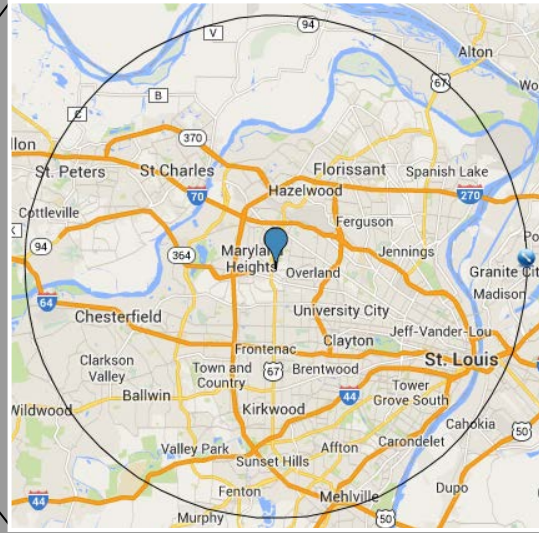 94
V
Alton
67
B
C
370
llon
St. Peters
St Charles
Florissant
Spanish Lake
Hazelwood
70
270
Cottleville
Ferguson
94
364
Maryland
Heights
Overland
Jennings
Granite City
Madison
64
Chesterfield
University City
Jeff-Vander-Lou
Clayton
Frontenac
St. Louis
Clarkson
Valley
Town and
Country
67
Brentwood
Ballwin
44
Tower
Grove South
Wildwood
Kirkwood
Cahokia
50
Valley Park
Affton
Carondelet
Sunset Hills
44
Fenton
Mehlville
Dupo
Murphy
50